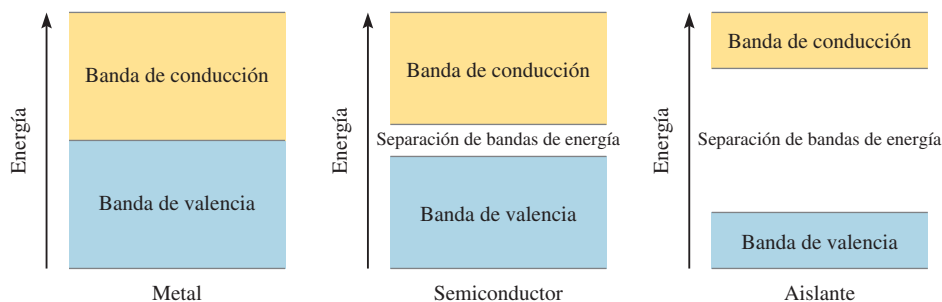 Energía
Banda de conducción
Banda de valencia
Metal
Energía
Banda de conducción
Separación de bandas de energía
Banda de valencia
Semiconductor
Energía
Banda de conducción
Separación de bandas de energía
Banda de valencia
Aislante